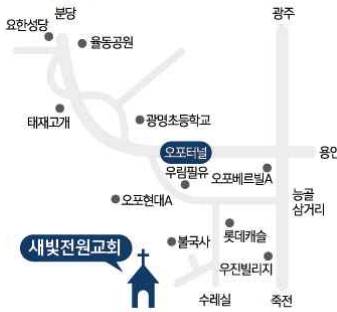 분당
광주
요한성당
율동공원
태재고개
광명초등학교
오포터널
용인
우림필유
오포베르빌A
오포현대A
능골
삼거리
새빛전원교회
불국사
롯데캐슬
우진빌리지
수레실
죽전